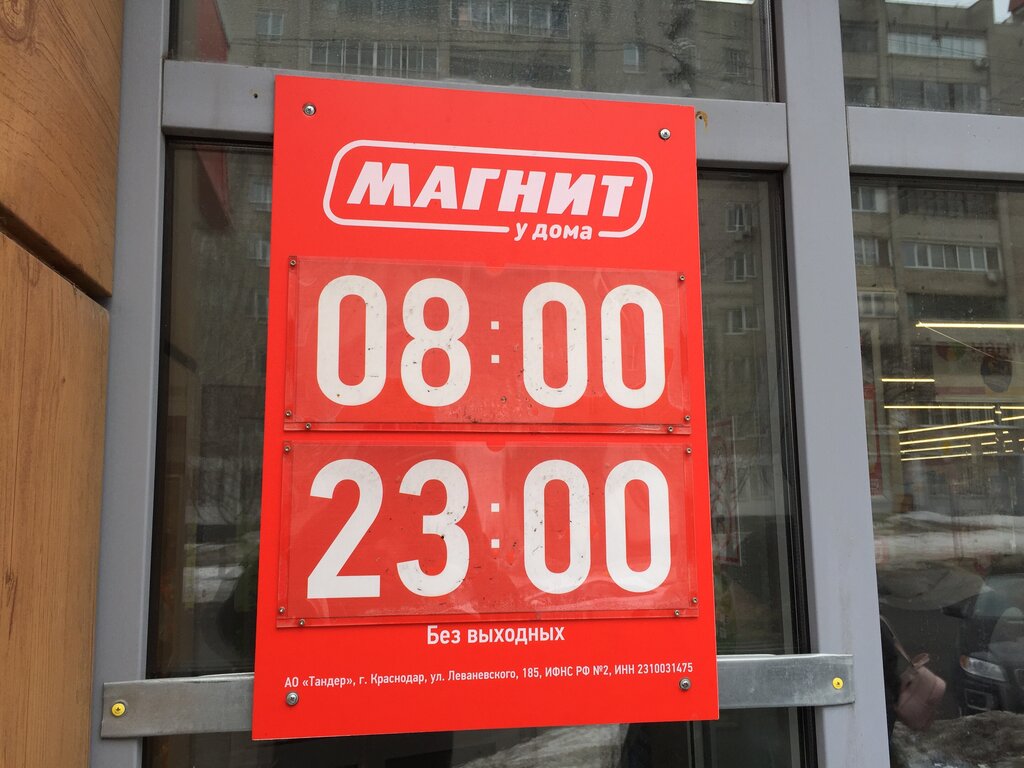 МАГНИТ
у дома
08:00
23:00
Без выходных
АО «Тандер», г. Краснодар, ул. Леваневского, 185, ИФНС РФ №2, ИНН 2310031475